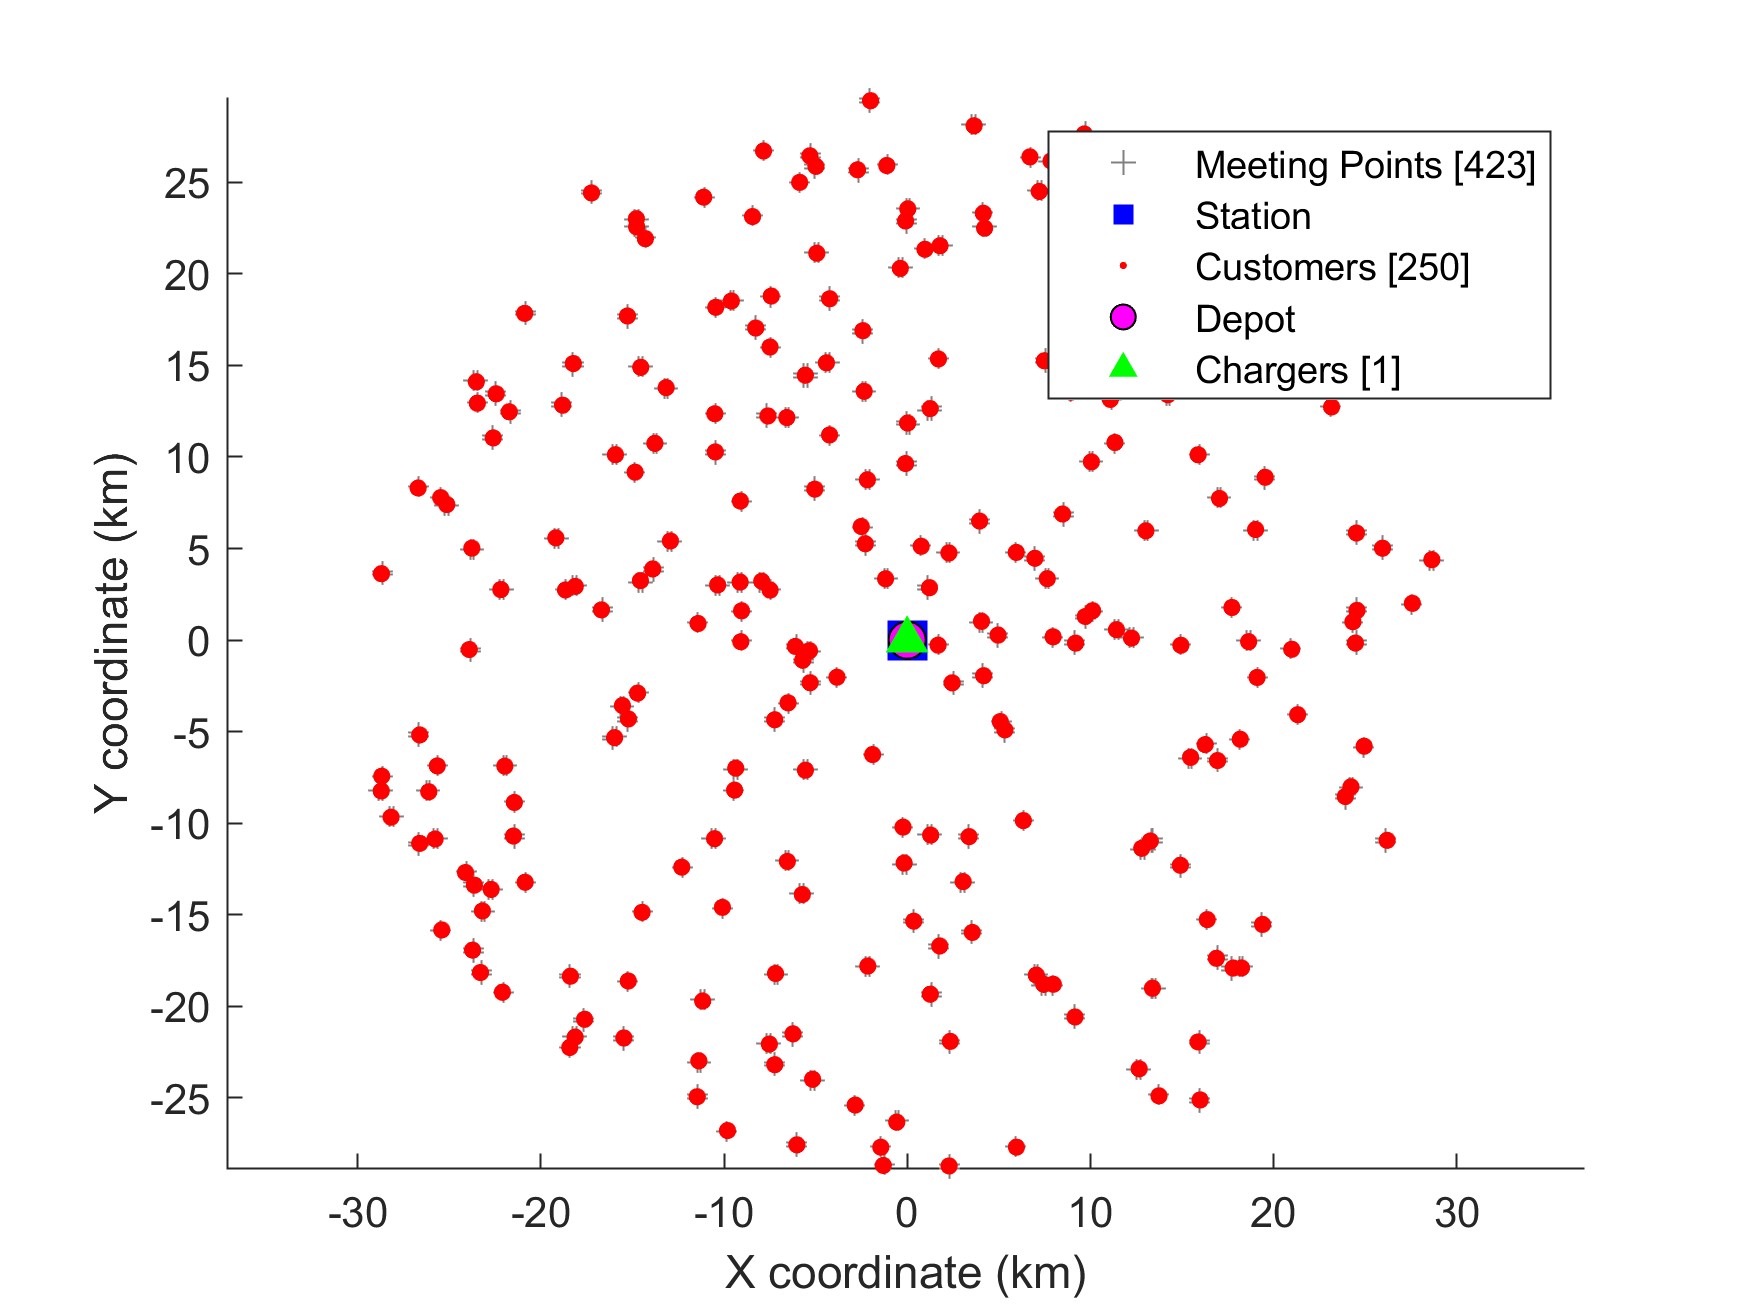 25
20
15
10
5
0
-5
-10
-15
-20
-25
Y coordinate (km)
Meeting Points [423]
Station
Customers [250]
Depot
Chargers [1]
-30 -20 -10 0 10 20 30
X coordinate (km)